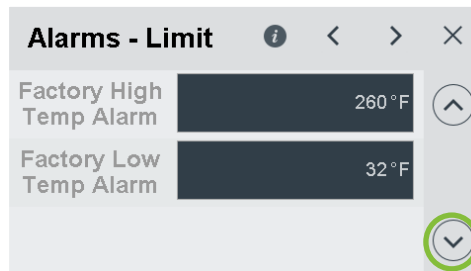 Alarms - Limit
Factory High
Temp Alarm
260°F
Factory Low
Temp Alarm
32°F